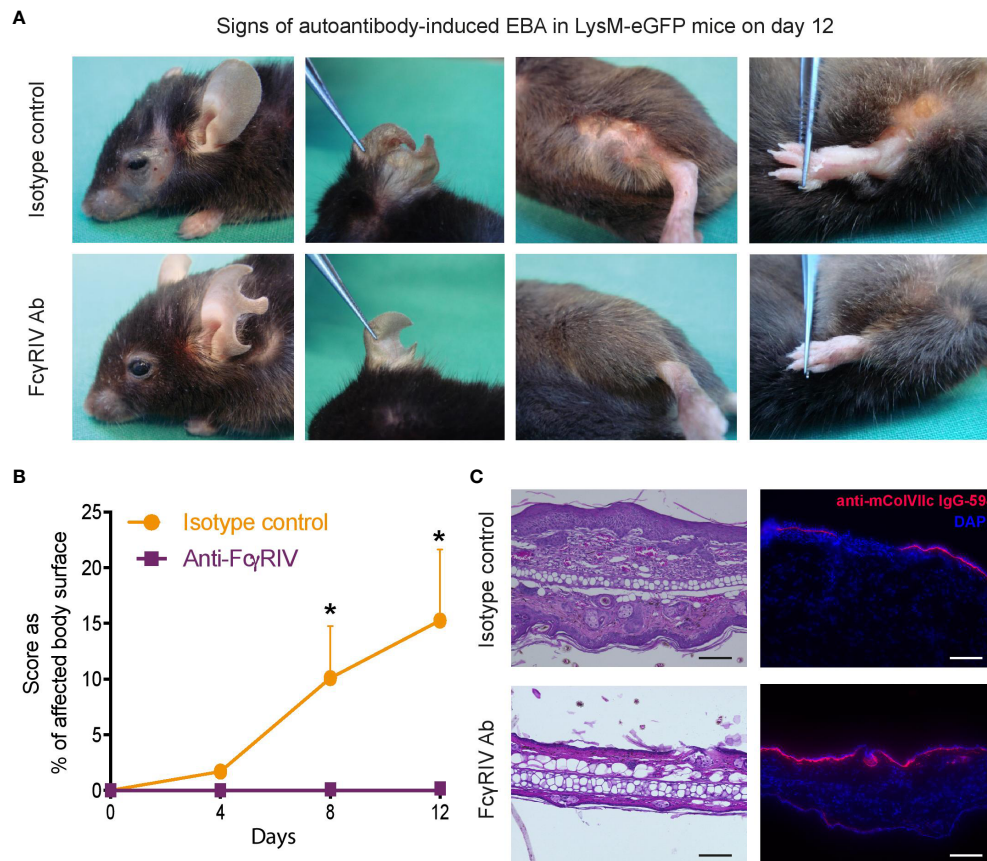 A
Signs of autoantibody-induced EBA in LysM-eGFP mice on day 12
Isotype control
FcγRIV Ab
B
Score as
% of affected body surface
25
20
15
10
5
0
Isotype control
Anti-FcγRIV
*
*
0
4
8
12
Days
C
Isotype control
FcγRIV Ab
anti-mColVIIc IgG-59
DAPI